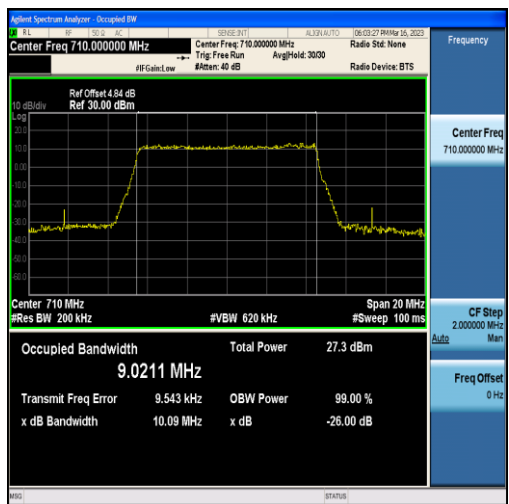 Agilent Spectrum Analyzer - Occupied BW
RL RF 50 Ω AC SENSE:INT ALIGN AUTO 06:03:27 PM Mar 16, 2023
Center Freq 710.000000 MHz Center Freq: 710.000000 MHz Radio Std: None Frequency
Trig: Free Run Avg|Hold: 30/30
#IFGain:Low #Atten: 40 dB Radio Device: BTS
Ref Offset 4.84 dB
10 dB/div Ref 30.00 dBm
Log
20.0
10.0
0.00
-10.0
-20.0
-30.0
-40.0
-50.0
-60.0
Center Freq
710.000000 MHz
Center 710 MHz Span 20 MHz
#Res BW 200 kHz #VBW 620 kHz #Sweep 100 ms
CF Step
2.000000 MHz
Auto Man
Occupied Bandwidth Total Power 27.3 dBm
9.0211 MHz
Freq Offset
0 Hz
Transmit Freq Error 9.543 kHz OBW Power 99.00 %
x dB Bandwidth 10.09 MHz x dB -26.00 dB
MSG STATUS